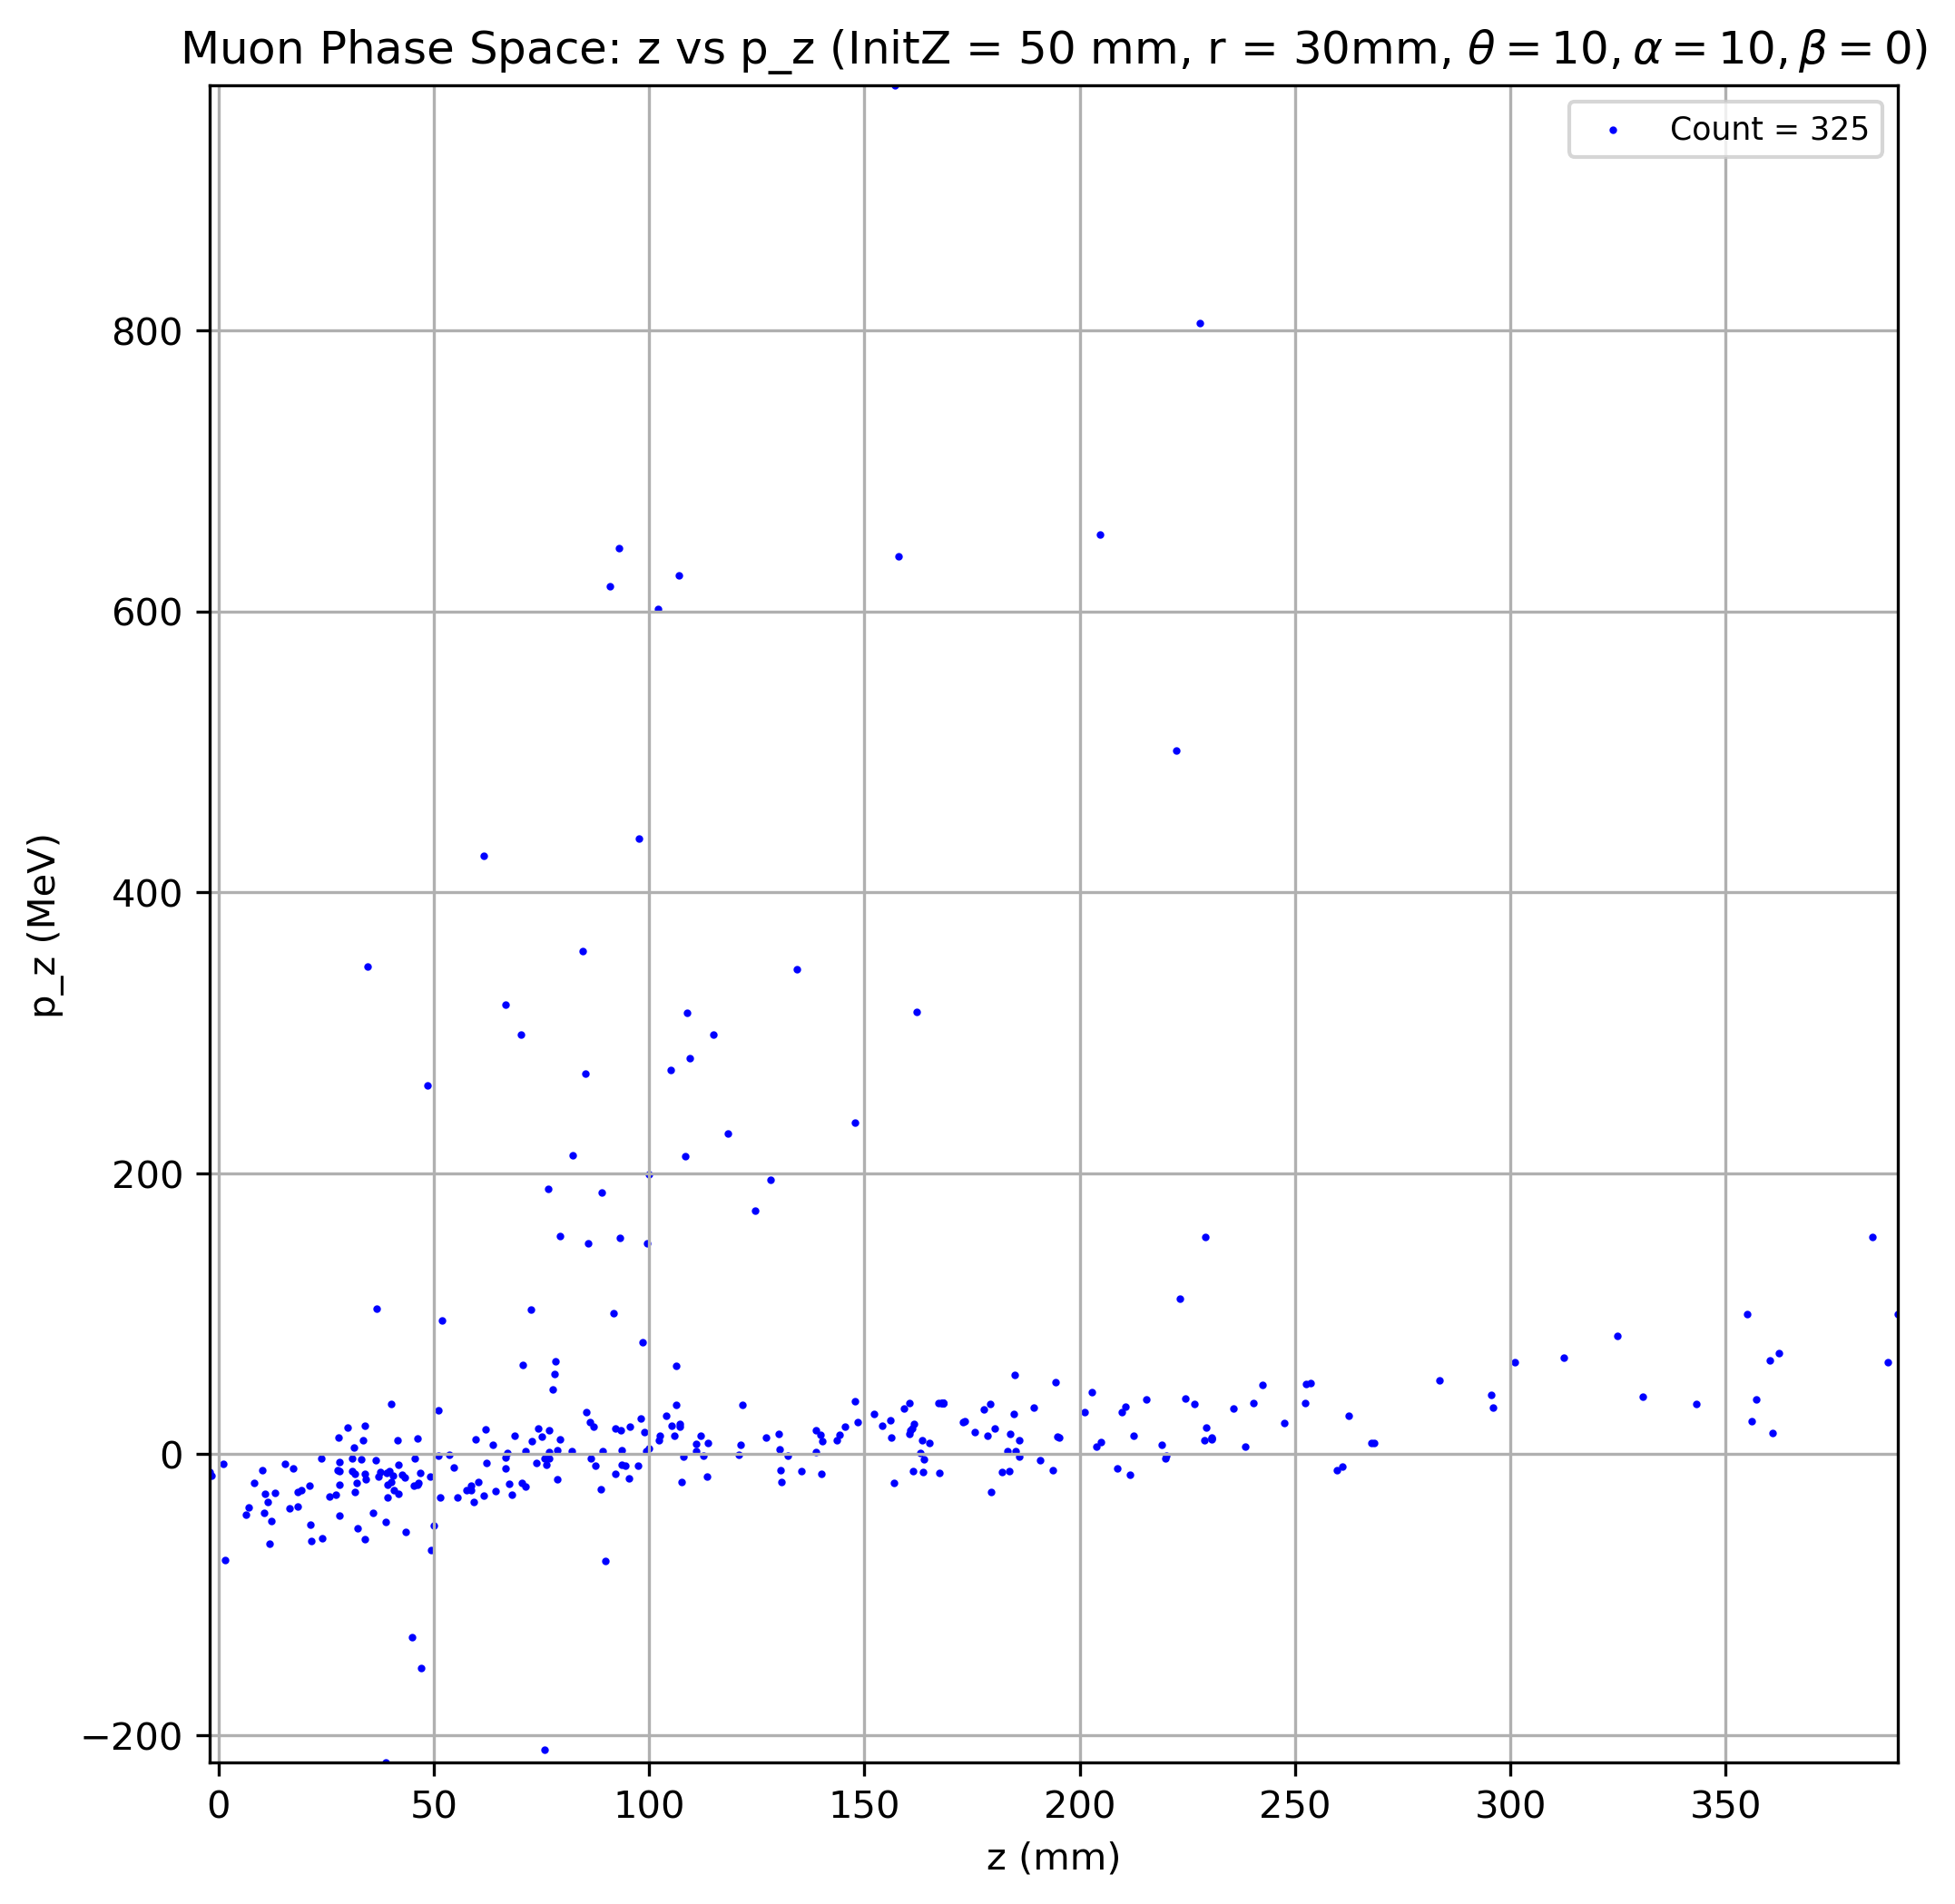 Muon Phase Space: z vs p_z (InitZ = 50 mm, r = 30mm, θ = 10, α = 10, β = 0)
Count = 325
800
600
400
200
0
−200
p_z (MeV)
0 50 100 150 200 250 300 350
z (mm)